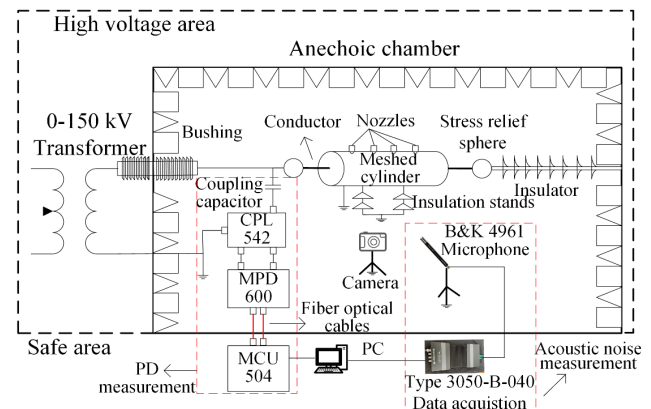 High voltage area
Anechoic chamber
0-150 kV
Transformer
Bushing
Conductor
Nozzles
Stress relief
sphere
Meshed
cylinder
Coupling
capacitor
Insulation stands
Insulator
CPL
542
B&K 4961
Microphone
Camera
MPD
600
Fiber optical
cables
Safe area
PD
measurement
MCU
504
PC
Acoustic noise
measurement
Type 3050-B-040
Data acquistion